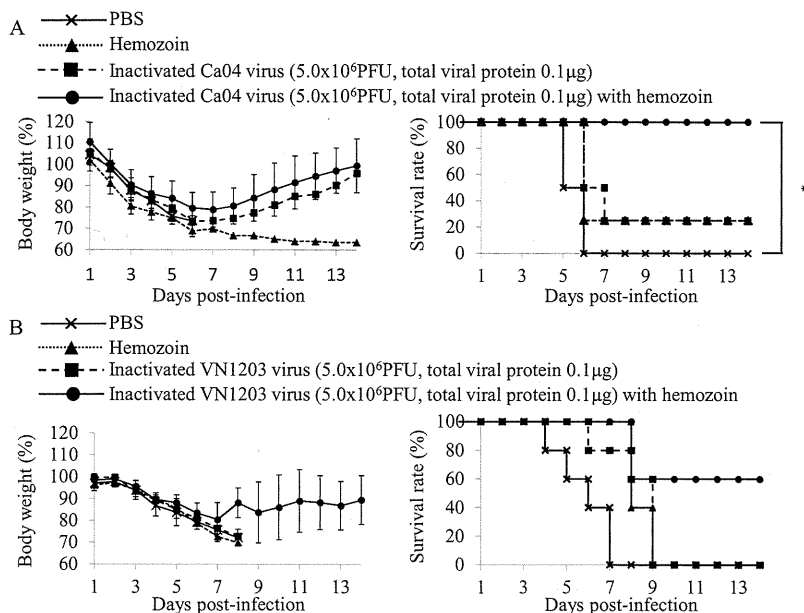 A
PBS
Hemozoin
Inactivated Ca04 virus (5.0x10⁶PFU, total viral protein 0.1μg)
Inactivated Ca04 virus (5.0x10⁶PFU, total viral protein 0.1μg) with hemozoin
Body weight (%)
120
110
100
90
80
70
60
1 3 5 7 9 11 13
Days post-infection
Survival rate (%)
100
80
60
40
20
0
1 3 5 7 9 11 13
Days post-infection
*
B
PBS
Hemozoin
Inactivated VN1203 virus (5.0x10⁶PFU, total viral protein 0.1μg)
Inactivated VN1203 virus (5.0x10⁶PFU, total viral protein 0.1μg) with hemozoin
Body weight (%)
120
110
100
90
80
70
60
1 3 5 7 9 11 13
Days post-infection
Survival rate (%)
100
80
60
40
20
0
1 3 5 7 9 11 13
Days post-infection